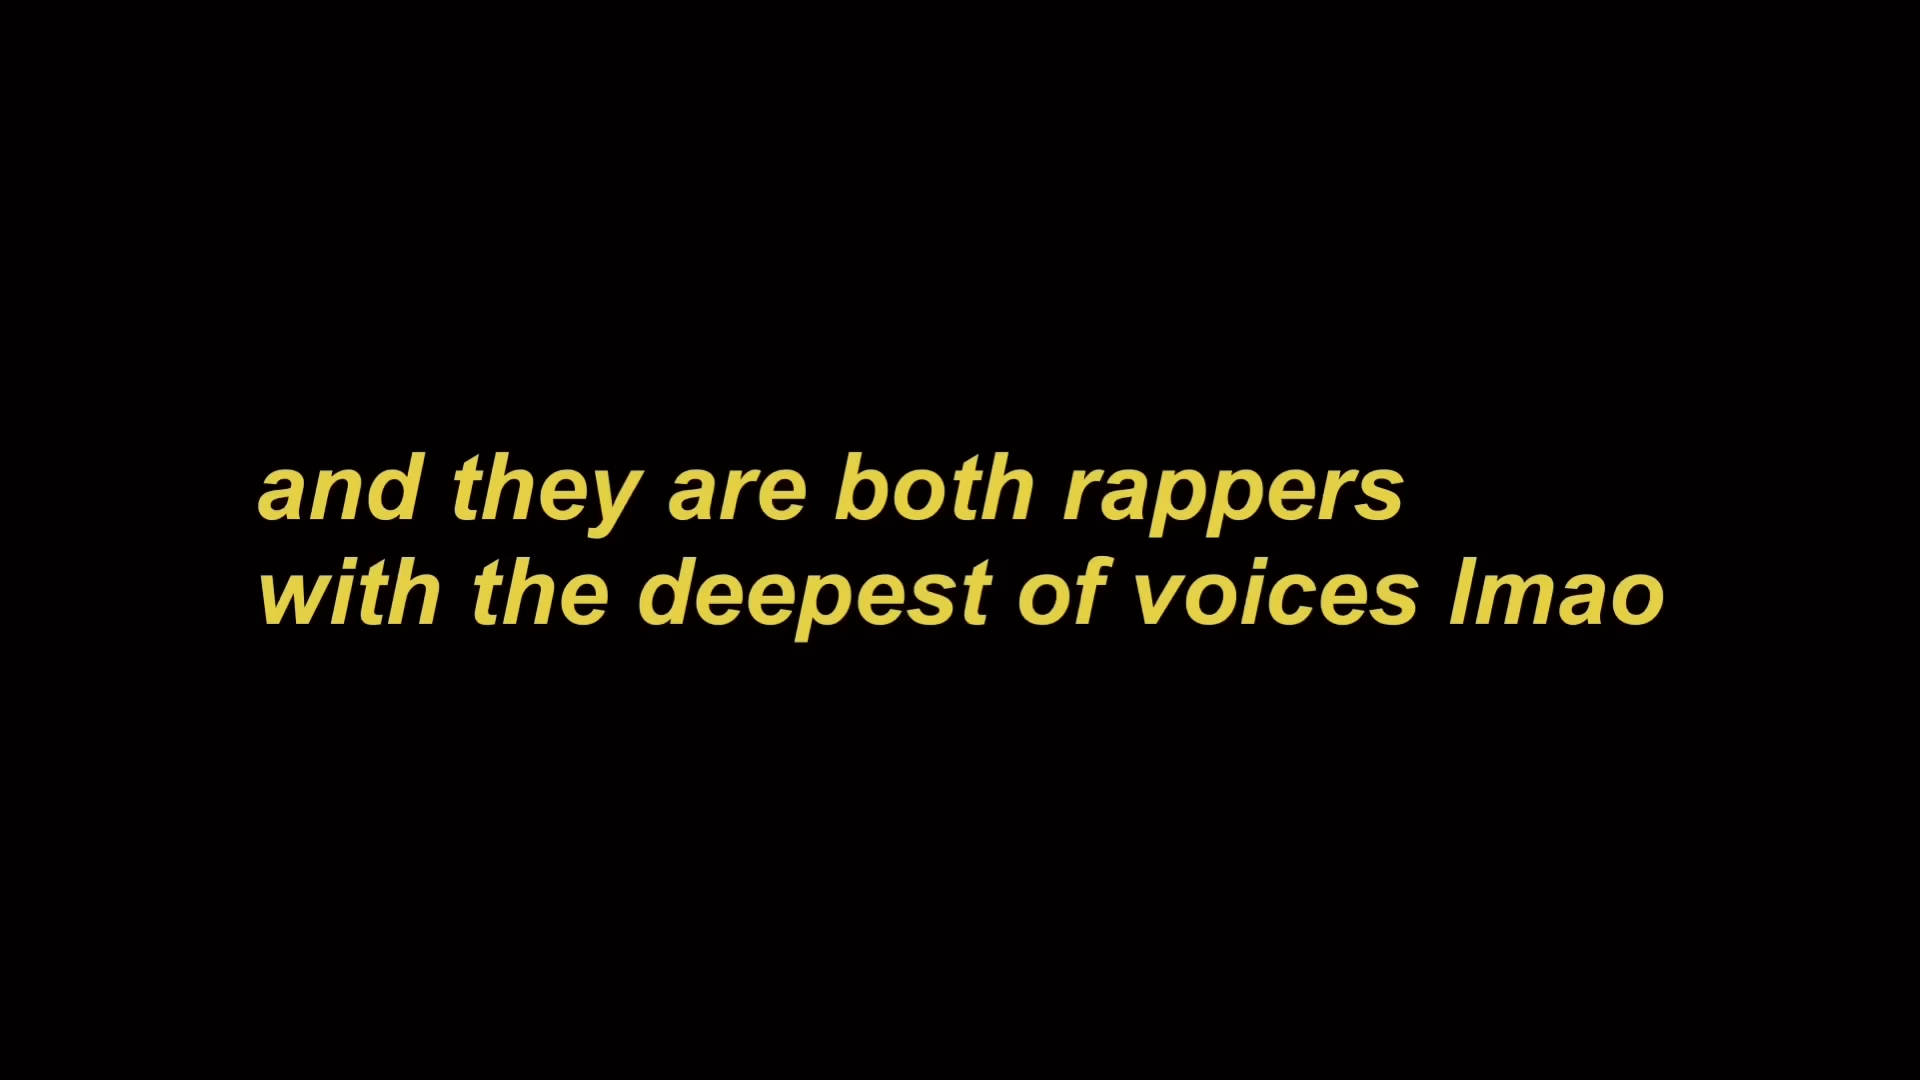 and they are both rappers
with the deepest of voices lmao